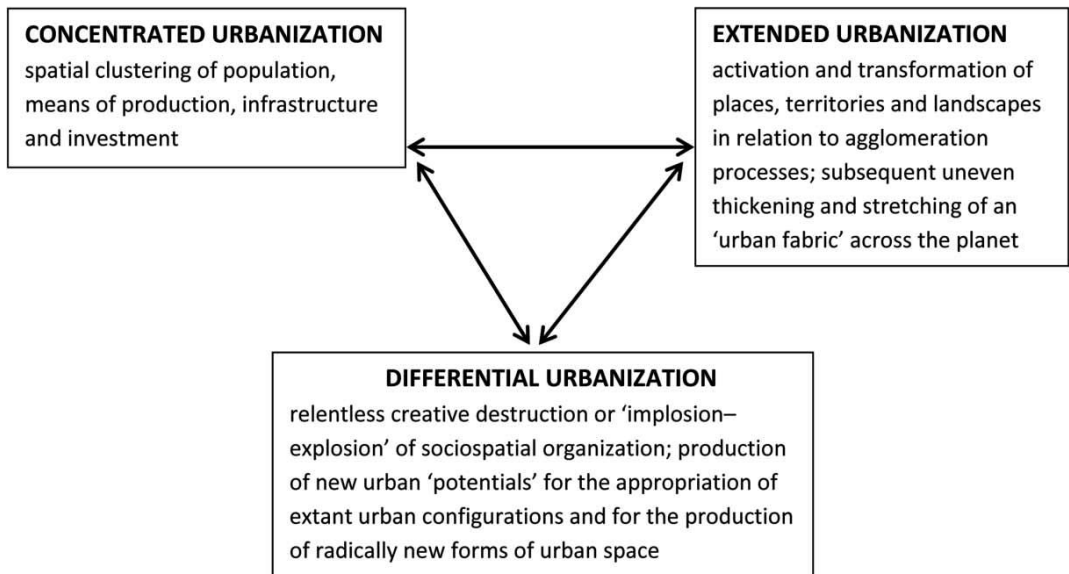 CONCENTRATED URBANIZATION
spatial clustering of population,
means of production, infrastructure
and investment
EXTENDED URBANIZATION
activation and transformation of
places, territories and landscapes
in relation to agglomeration
processes; subsequent uneven
thickening and stretching of an
‘urban fabric’ across the planet
DIFFERENTIAL URBANIZATION
relentless creative destruction or ‘implosion–
explosion’ of sociospatial organization; production
of new urban ‘potentials’ for the appropriation of
extant urban configurations and for the production
of radically new forms of urban space